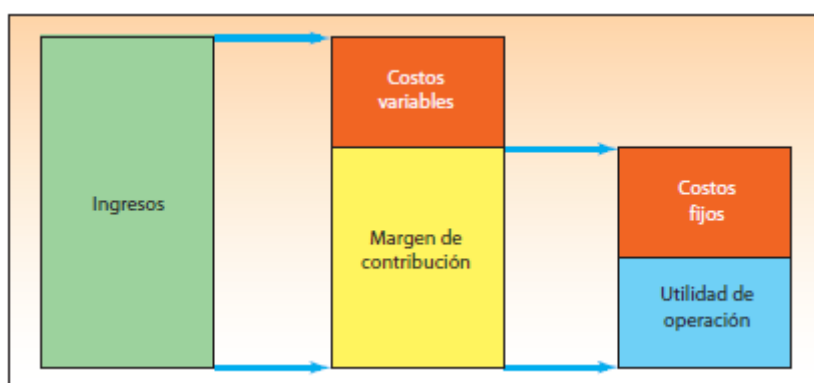 Ingresos
Costos
variables
Margen de
contribución
Costos
fijos
Utilidad de
operación